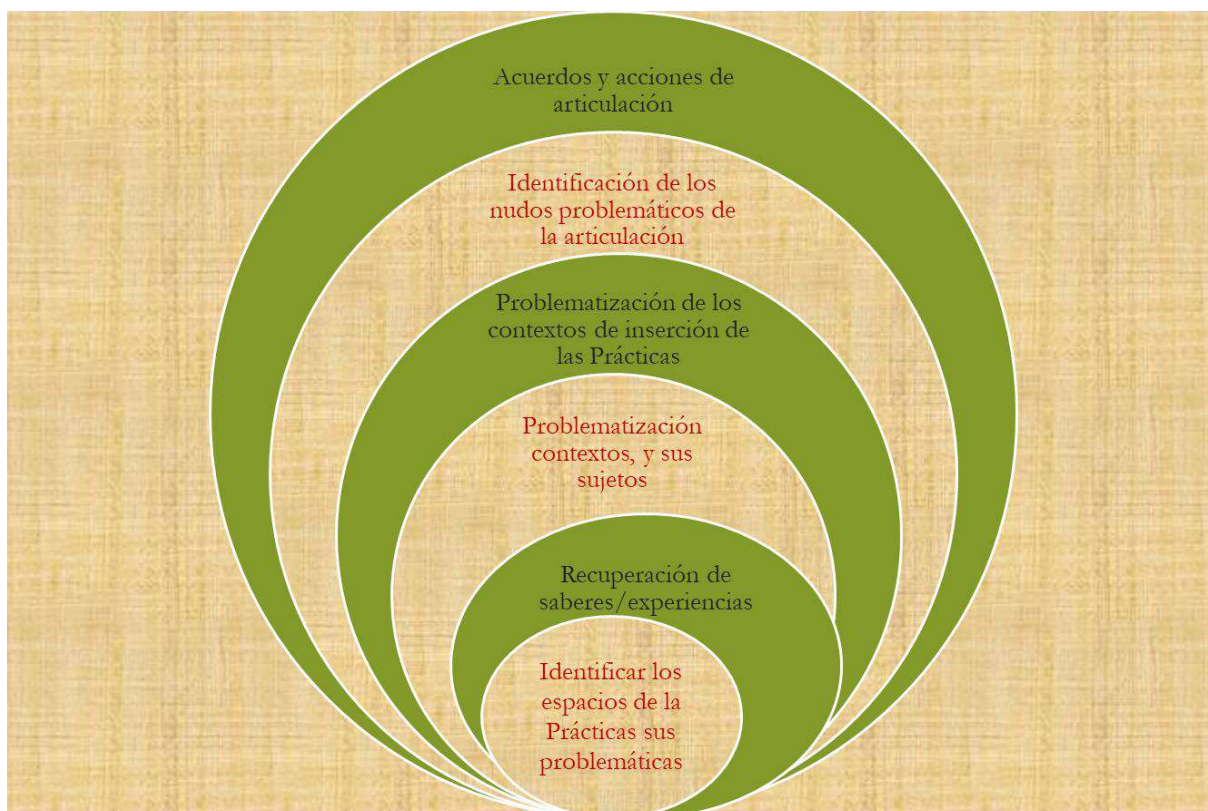 Acuerdos y acciones de
articulación
Identificación de los
nudos problemáticos de
la articulación
Problematización de los
contextos de inserción de
las Prácticas
Problematización
contextos, y sus
sujetos
Recuperación de
saberes/experiencias
Identificar los
espacios de la
Prácticas sus
problemáticas